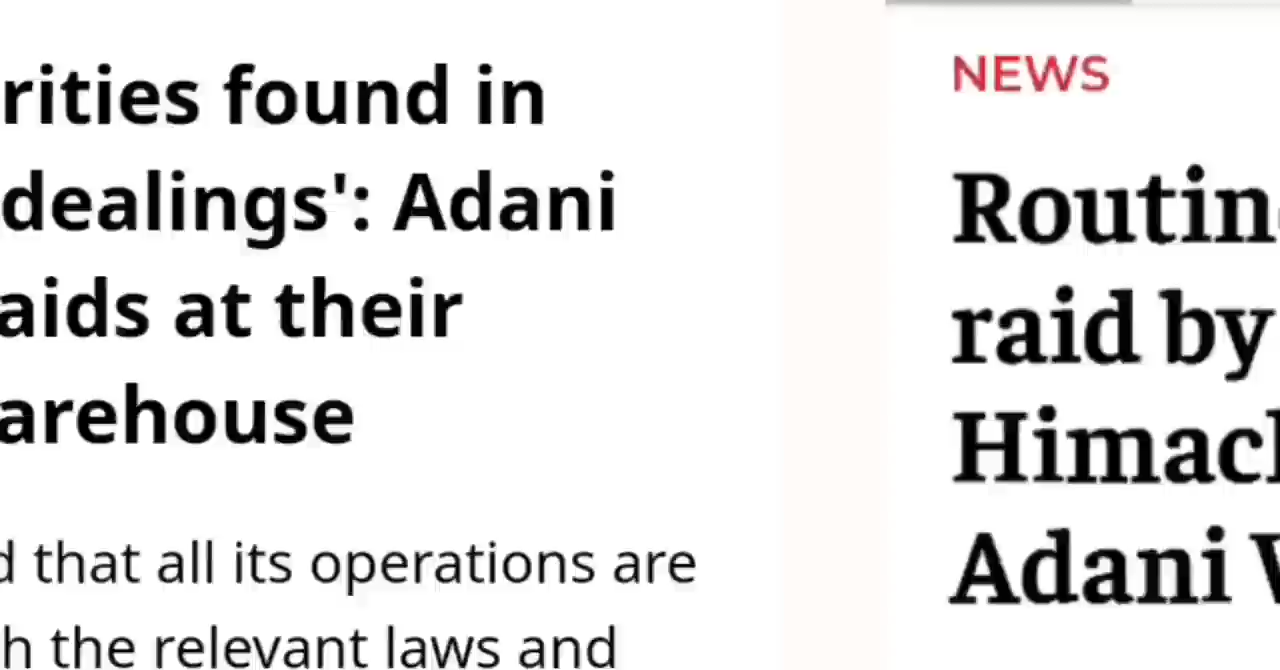 rities found in
dealings': Adani
aids at their
arehouse
d that all its operations are
h the relevant laws and
NEWS
Routin
raid by
Himac
Adani